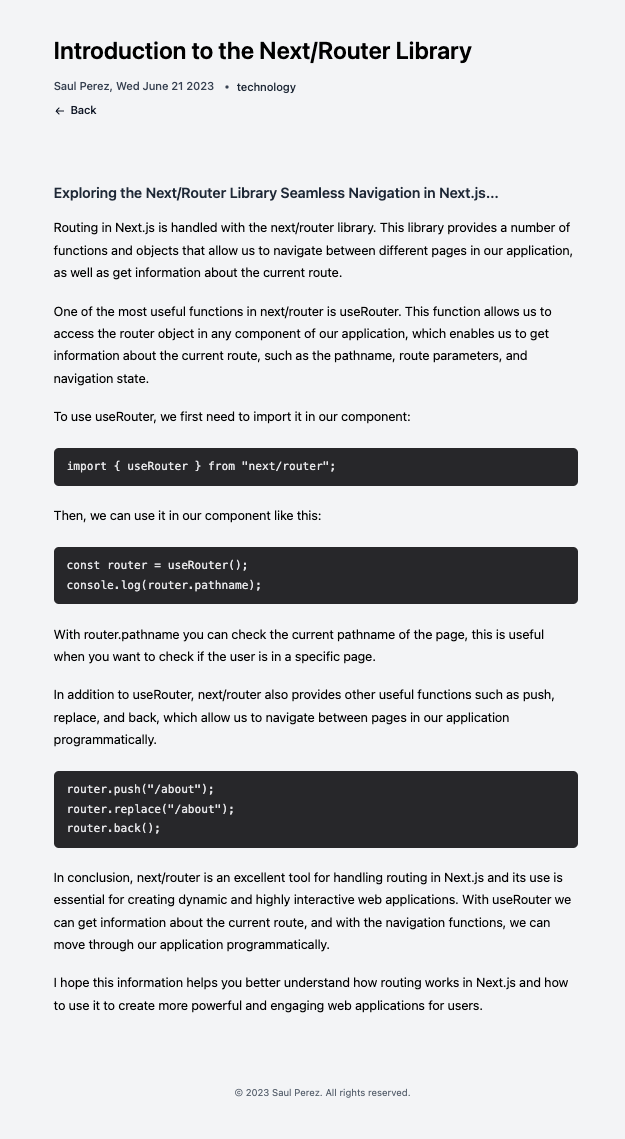 Introduction to the Next/Router Library
Saul Perez, Wed June 21 2023 • technology
← Back
Exploring the Next/Router Library Seamless Navigation in Next.js...
Routing in Next.js is handled with the next/router library. This library provides a number of
functions and objects that allow us to navigate between different pages in our application,
as well as get information about the current route.
One of the most useful functions in next/router is useRouter. This function allows us to
access the router object in any component of our application, which enables us to get
information about the current route, such as the pathname, route parameters, and
navigation state.
To use useRouter, we first need to import it in our component:
import { useRouter } from "next/router";
Then, we can use it in our component like this:
const router = useRouter();
console.log(router.pathname);
With router.pathname you can check the current pathname of the page, this is useful
when you want to check if the user is in a specific page.
In addition to useRouter, next/router also provides other useful functions such as push,
replace, and back, which allow us to navigate between pages in our application
programmatically.
router.push("/about");
router.replace("/about");
router.back();
In conclusion, next/router is an excellent tool for handling routing in Next.js and its use is
essential for creating dynamic and highly interactive web applications. With useRouter we
can get information about the current route, and with the navigation functions, we can
move through our application programmatically.
I hope this information helps you better understand how routing works in Next.js and how
to use it to create more powerful and engaging web applications for users.
© 2023 Saul Perez. All rights reserved.